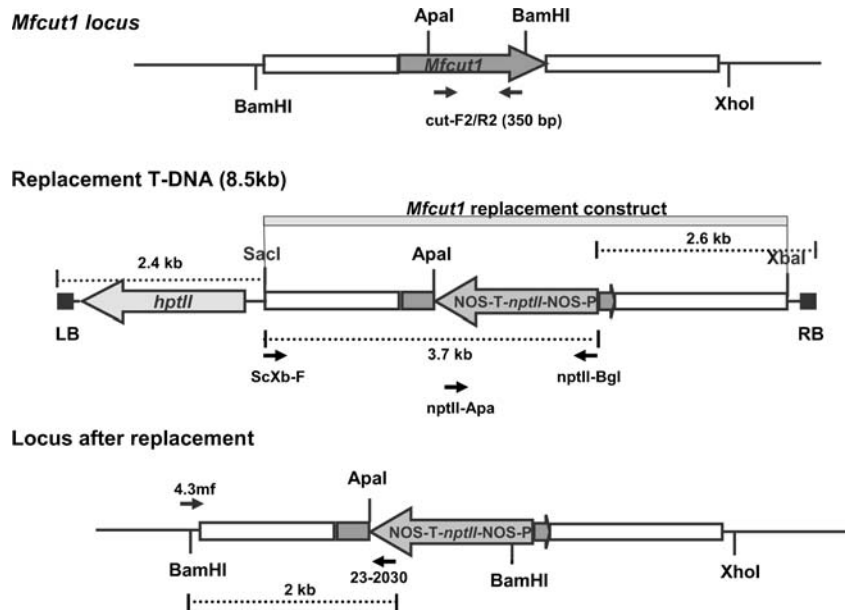 Mfcut1 locus
ApaI
BamHI
Mfcut1
BamHI
XhoI
cut-F2/R2 (350 bp)
Replacement T-DNA (8.5kb)
Mfcut1 replacement construct
2.4 kb
SacI
ApaI
2.6 kb
XbaI
hptII
NOS-T-nptII-NOS-P
LB
RB
3.7 kb
ScXb-F
nptII-Bgl
nptII-Apa
Locus after replacement
4.3mf
ApaI
NOS-T-nptII-NOS-P
BamHI
23-2030
BamHI
XhoI
2 kb